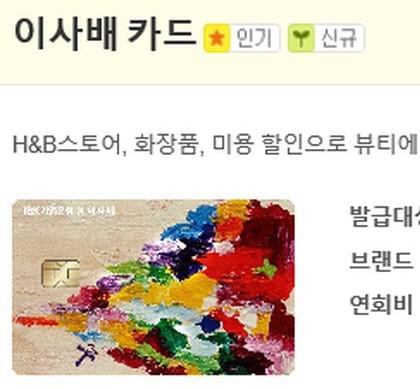 이사배 카드 인기 신규
H&B스토어, 화장품, 미용 할인으로 뷰티에
IBK기업은행 & 이사배
발급대상
브랜드
연회비